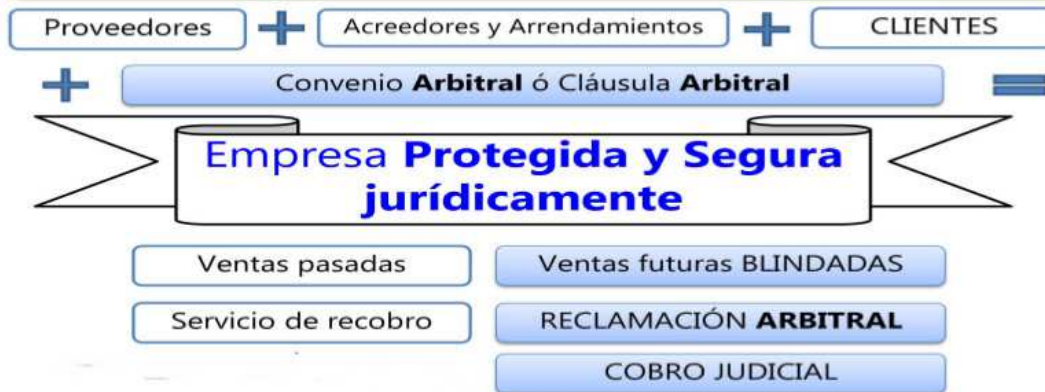 Proveedores + Acreedores y Arrendamientos + CLIENTES
+ Convenio Arbitral ó Cláusula Arbitral =
Empresa Protegida y Segura
jurídicamente
Ventas pasadas Ventas futuras BLINDADAS
Servicio de recobro RECLAMACIÓN ARBITRAL
COBRO JUDICIAL